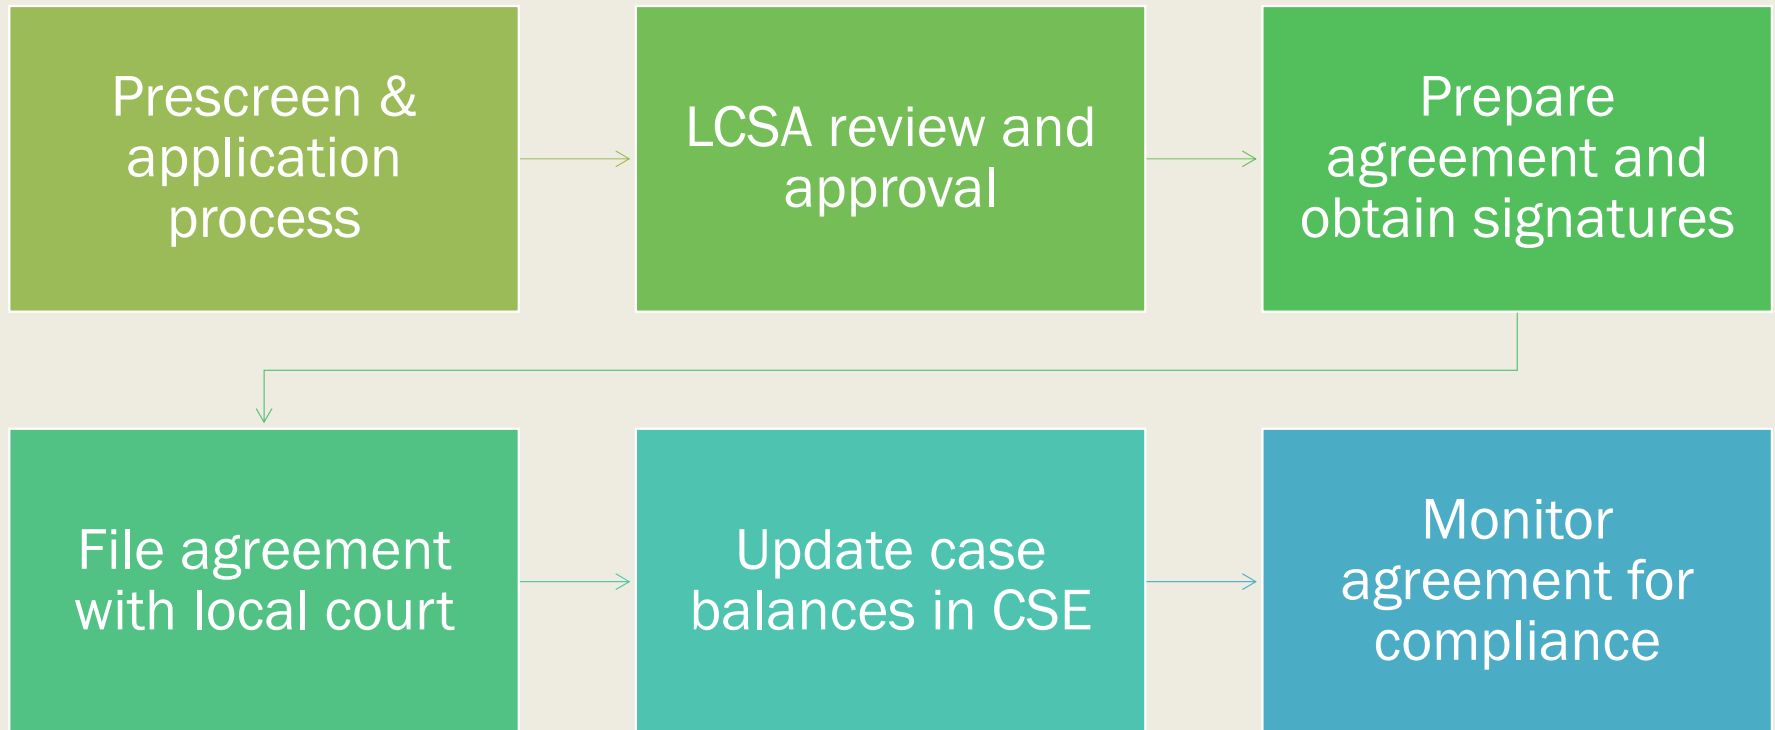 Prescreen &
application
process
LCSA review and
approval
Prepare
agreement and
obtain signatures
File agreement
with local court
Update case
balances in CSE
Monitor
agreement for
compliance